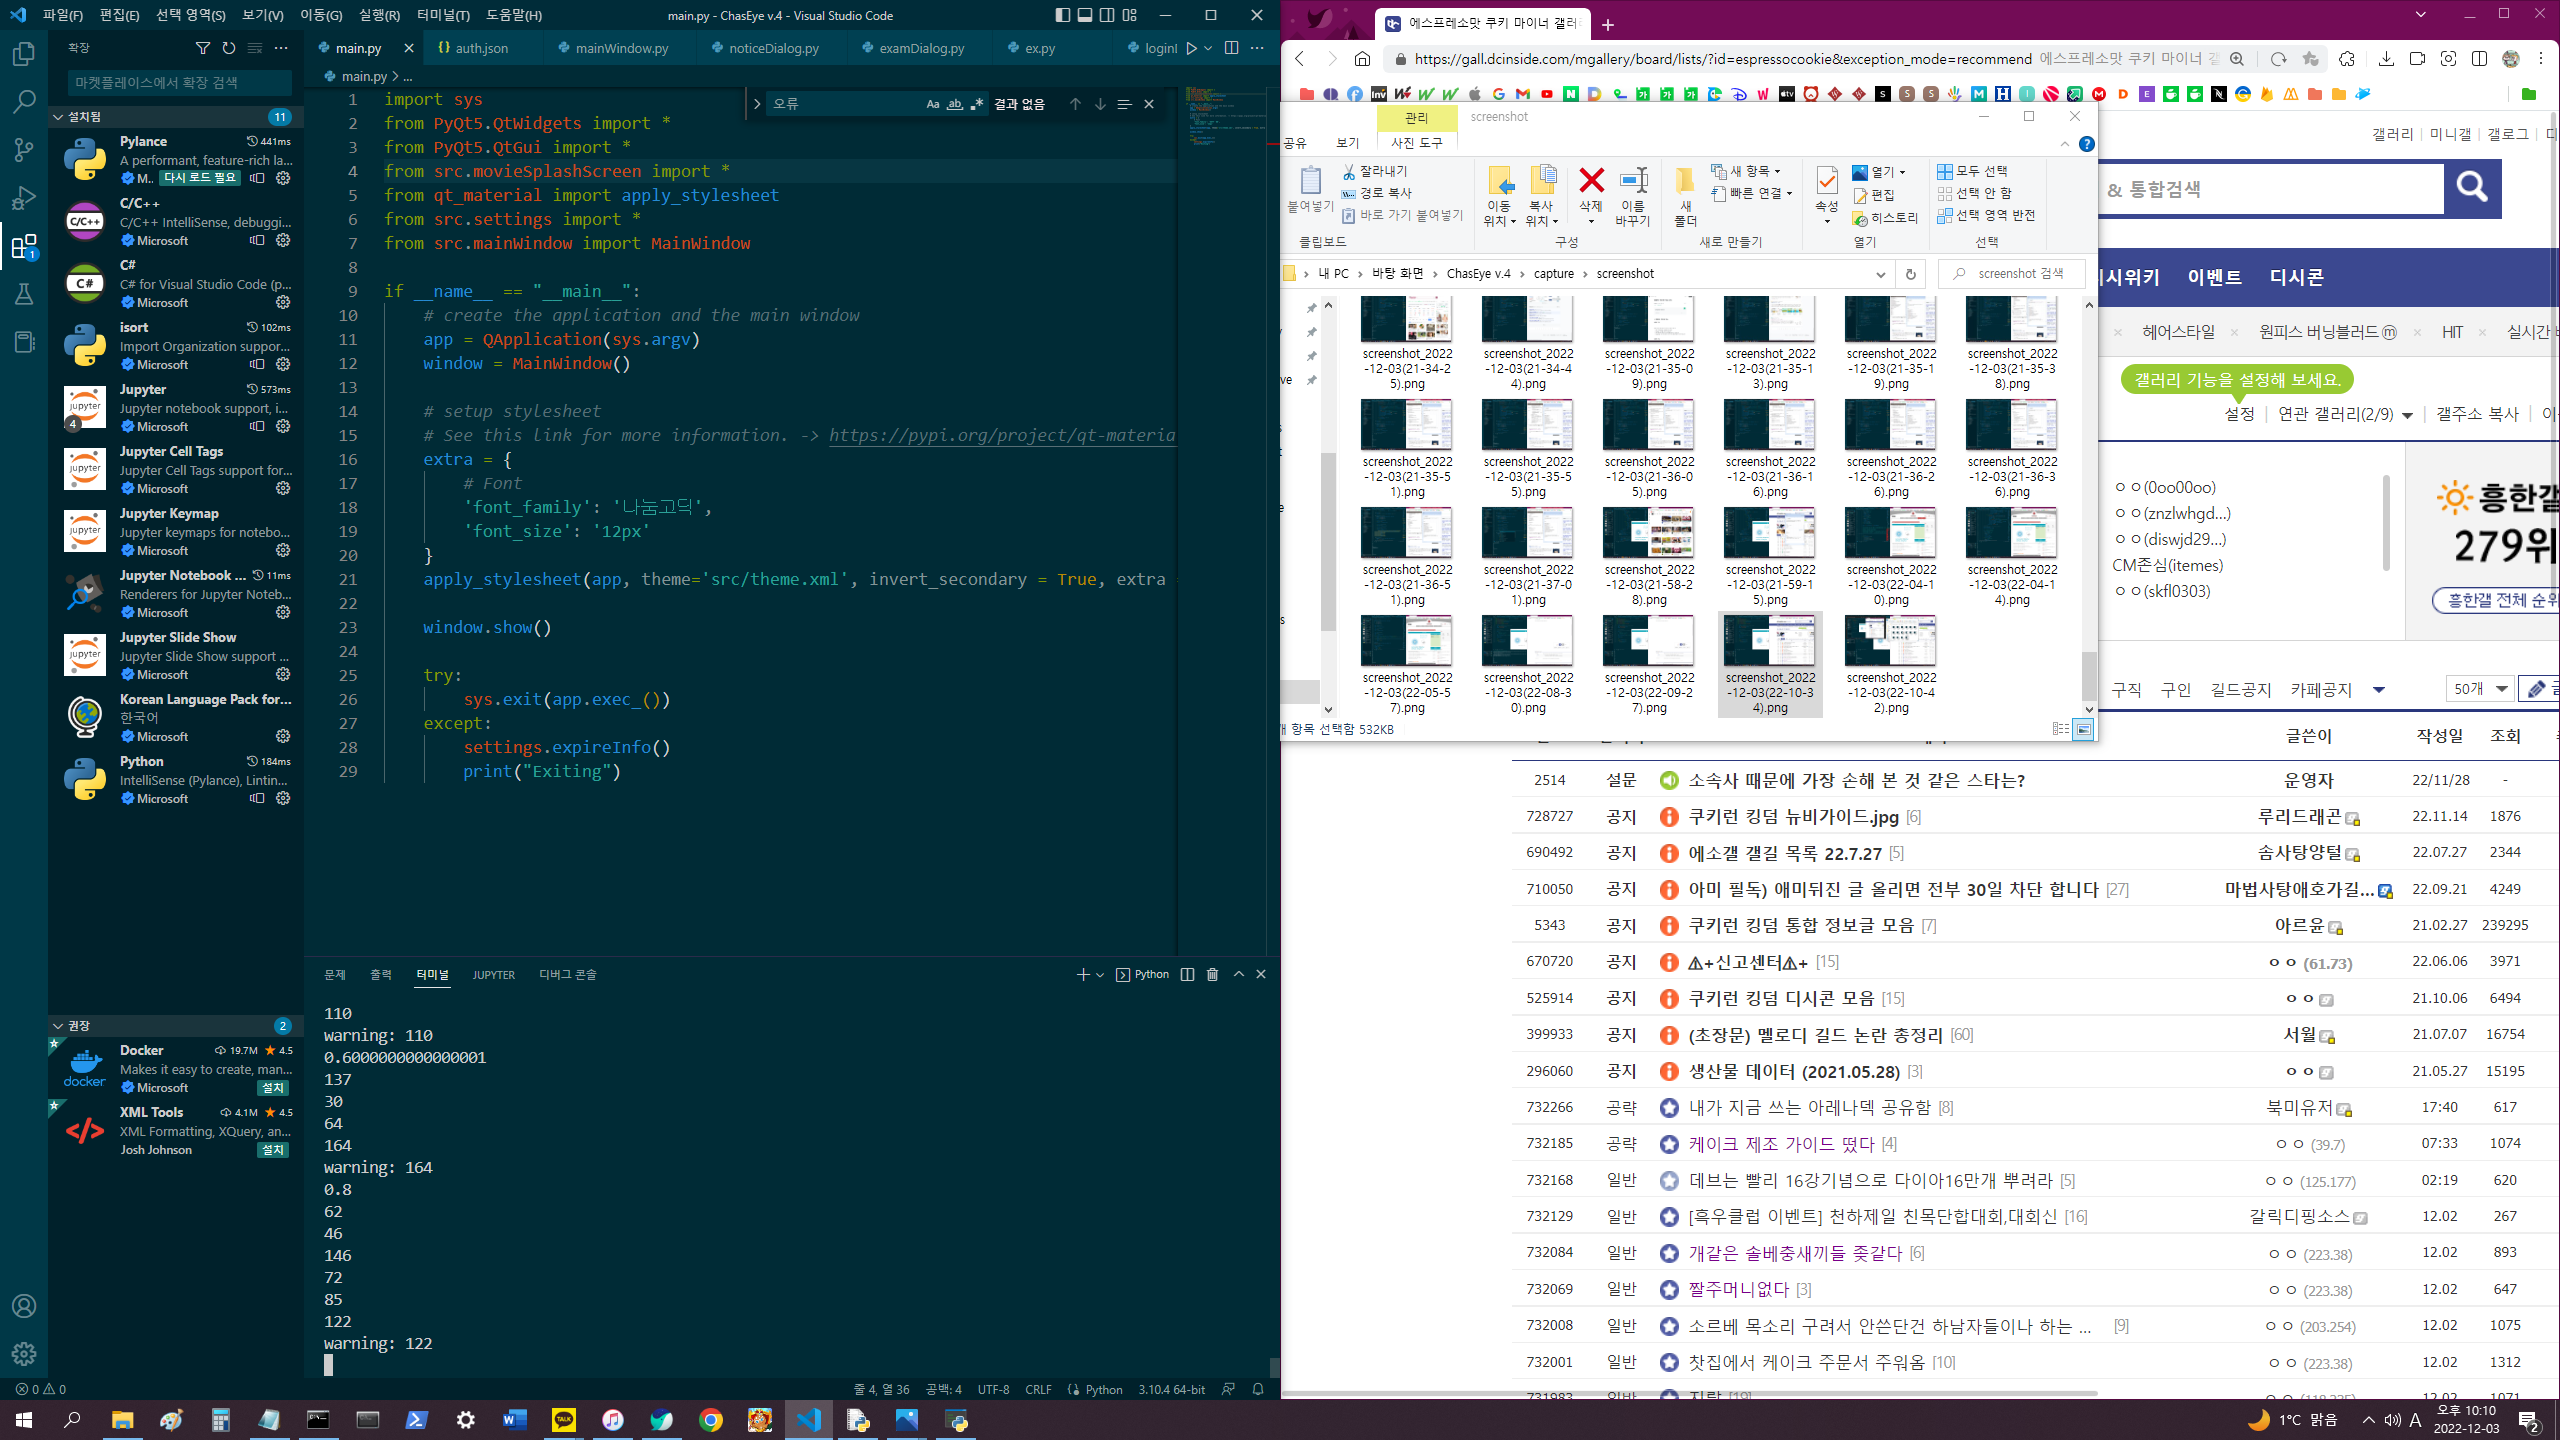 파일(F) 편집(E) 선택 영역(S) 보기(V) 이동(G) 실행(R) 터미널(T) 도움말(H)
main.py - ChasEye v.4 - Visual Studio Code
확장
마켓플레이스에서 확장 검색
설치됨 11
Pylance 441ms
A performant, feature-rich la...
M.. 다시 로드 필요
C/C++
C/C++ IntelliSense, debuggi...
Microsoft
C#
C# for Visual Studio Code (p...
Microsoft
isort 102ms
Import Organization suppor...
Microsoft
Jupyter 573ms
Jupyter notebook support, i...
4
Microsoft
Jupyter Cell Tags
Jupyter Cell Tags support for...
Microsoft
Jupyter Keymap
Jupyter keymaps for notebo...
Microsoft
Jupyter Notebook ... 11ms
Renderers for Jupyter Noteb...
Microsoft
Jupyter Slide Show
Jupyter Slide Show support ...
Microsoft
Korean Language Pack for...
한국어
Microsoft
Python 184ms
IntelliSense (Pylance), Lintin...
Microsoft
권장 2
Docker 19.7M 4.5
Makes it easy to create, man...
Microsoft 설치
XML Tools 4.1M 4.5
XML Formatting, XQuery, an...
Josh Johnson 설치
main.py auth.json mainWindow.py noticeDialog.py examDialog.py ex.py loginI
main.py > ...
오류 결과 없음
1 import sys
2 from PyQt5.QtWidgets import *
3 from PyQt5.QtGui import *
4 from src.movieSplashScreen import *
5 from qt_material import apply_stylesheet
6 from src.settings import *
7 from src.mainWindow import MainWindow
8
9 if __name__ == "__main__":
10 # create the application and the main window
11 app = QApplication(sys.argv)
12 window = MainWindow()
13
14 # setup stylesheet
15 # See this link for more information. -> https://pypi.org/project/qt-materia
16 extra = {
17 # Font
18 'font_family': '나눔고딕',
19 'font_size': '12px'
20 }
21 apply_stylesheet(app, theme='src/theme.xml', invert_secondary = True, extra =
22
23 window.show()
24
25 try:
26 sys.exit(app.exec_())
27 except:
28 settings.expireInfo()
29 print("Exiting")
문제 출력 터미널 JUPYTER 디버그 콘솔
Python
110
warning: 110
0.6000000000000001
137
30
64
164
warning: 164
0.8
62
46
146
72
85
122
warning: 122
0 0 줄 4, 열 36 공백: 4 UTF-8 CRLF Python 3.10.4 64-bit
에스프레소맛 쿠키 마이너 갤러
https://gall.dcinside.com/mgallery/board/lists/?id=espressocookie&exception_mode=recommend 에스프레소맛 쿠키 마이너 갤
관리 screenshot
공유 보기 사진 도구
붙여넣기 잘라내기 경로 복사 바로 가기 붙여넣기
이동 위치 복사 위치 삭제 이름 바꾸기
새 폴더 새 항목 빠른 연결
속성 열기 편집 히스토리
모두 선택 선택 안 함 선택 영역 반전
클립보드 구성 새로 만들기 열기 선택
내 PC > 바탕 화면 > ChasEye v.4 > capture > screenshot
screenshot 검색
screenshot_2022-12-03(21-34-25).png screenshot_2022-12-03(21-34-44).png screenshot_2022-12-03(21-35-09).png screenshot_2022-12-03(21-35-13).png screenshot_2022-12-03(21-35-19).png screenshot_2022-12-03(21-35-38).png
screenshot_2022-12-03(21-35-51).png screenshot_2022-12-03(21-35-55).png screenshot_2022-12-03(21-36-05).png screenshot_2022-12-03(21-36-16).png screenshot_2022-12-03(21-36-26).png screenshot_2022-12-03(21-36-36).png
screenshot_2022-12-03(21-36-51).png screenshot_2022-12-03(21-37-01).png screenshot_2022-12-03(21-58-28).png screenshot_2022-12-03(21-59-15).png screenshot_2022-12-03(22-04-10).png screenshot_2022-12-03(22-04-14).png
screenshot_2022-12-03(22-05-57).png screenshot_2022-12-03(22-08-30).png screenshot_2022-12-03(22-09-27).png screenshot_2022-12-03(22-10-34).png screenshot_2022-12-03(22-10-42).png
개 항목 선택함 532KB
갤러리 미니갤 갤로그
& 통합검색
시위키 이벤트 디시콘
헤어스타일 원피스 버닝블러드 HIT 실시간
갤러리 기능을 설정해 보세요.
설정 연관 갤러리(2/9) 갤주소 복사
ㅇㅇ(0oo00oo)
ㅇㅇ(znzlwhgd...)
ㅇㅇ(diswjd29...)
CM존심(itemes)
ㅇㅇ(skfl0303)
흥한갤
279위
흥한갤 전체 순위
구직 구인 길드공지 카페공지 50개
글쓴이 작성일 조회
2514 설문 소속사 때문에 가장 손해 본 것 같은 스타는? 운영자 22/11/28 -
728727 공지 쿠키런 킹덤 뉴비가이드.jpg [6] 루리드래곤 22.11.14 1876
690492 공지 에소갤 갤길 목록 22.7.27 [5] 솜사탕양털 22.07.27 2344
710050 공지 아미 필독) 애미뒤진 글 올리면 전부 30일 차단 합니다 [27] 마법사탕애호가길... 22.09.21 4249
5343 공지 쿠키런 킹덤 통합 정보글 모음 [7] 아르윤 21.02.27 239295
670720 공지 ⚠+신고센터⚠+ [15] ㅇㅇ (61.73) 22.06.06 3971
525914 공지 쿠키런 킹덤 디시콘 모음 [15] ㅇㅇ 21.10.06 6494
399933 공지 (초장문) 멜로디 길드 논란 총정리 [60] 서월 21.07.07 16754
296060 공지 생산물 데이터 (2021.05.28) [3] ㅇㅇ 21.05.27 15195
732266 공략 내가 지금 쓰는 아레나덱 공유함 [8] 북미유저 17:40 617
732185 공략 케이크 제조 가이드 떴다 [4] ㅇㅇ (39.7) 07:33 1074
732168 일반 데브는 빨리 16강기념으로 다이아16만개 뿌려라 [5] ㅇㅇ (125.177) 02:19 620
732129 일반 [흑우클럽 이벤트] 천하제일 친목단합대회,대회신 [16] 갈릭디핑소스 12.02 267
732084 일반 개같은 솔베충새끼들 좆같다 [6] ㅇㅇ (223.38) 12.02 893
732069 일반 짤주머니없다 [3] ㅇㅇ (223.38) 12.02 647
732008 일반 소르베 목소리 구려서 안쓴단건 하남자들이나 하는 ... [9] ㅇㅇ (203.254) 12.02 1075
732001 일반 찻집에서 케이크 주문서 주워옴 [10] ㅇㅇ (223.38) 12.02 1312
731983 일반 지랄 [19] 12.02 1071
1°C 맑음 A 오후 10:10
2022-12-03
2